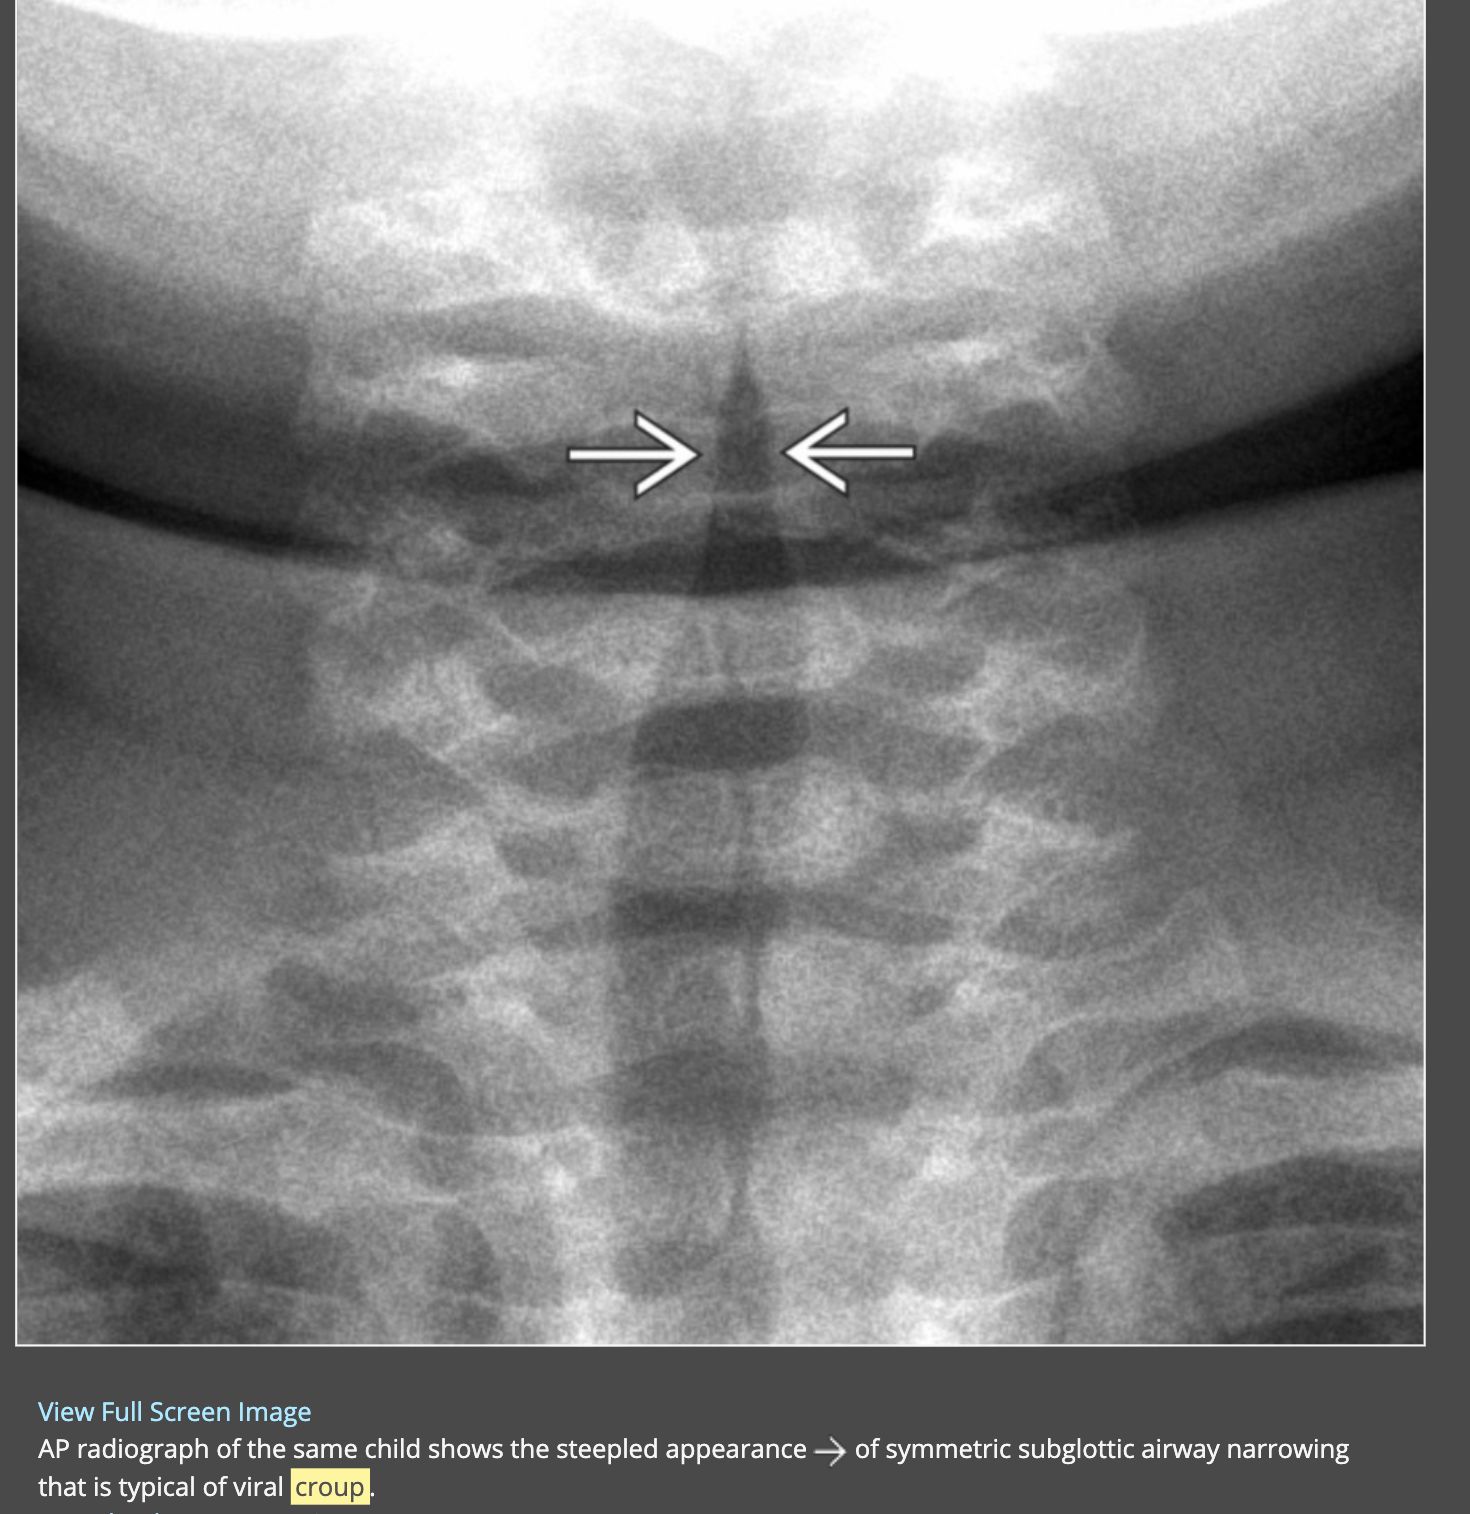 View Full Screen Image
AP radiograph of the same child shows the steepled appearance → of symmetric subglottic airway narrowing
that is typical of viral croup.